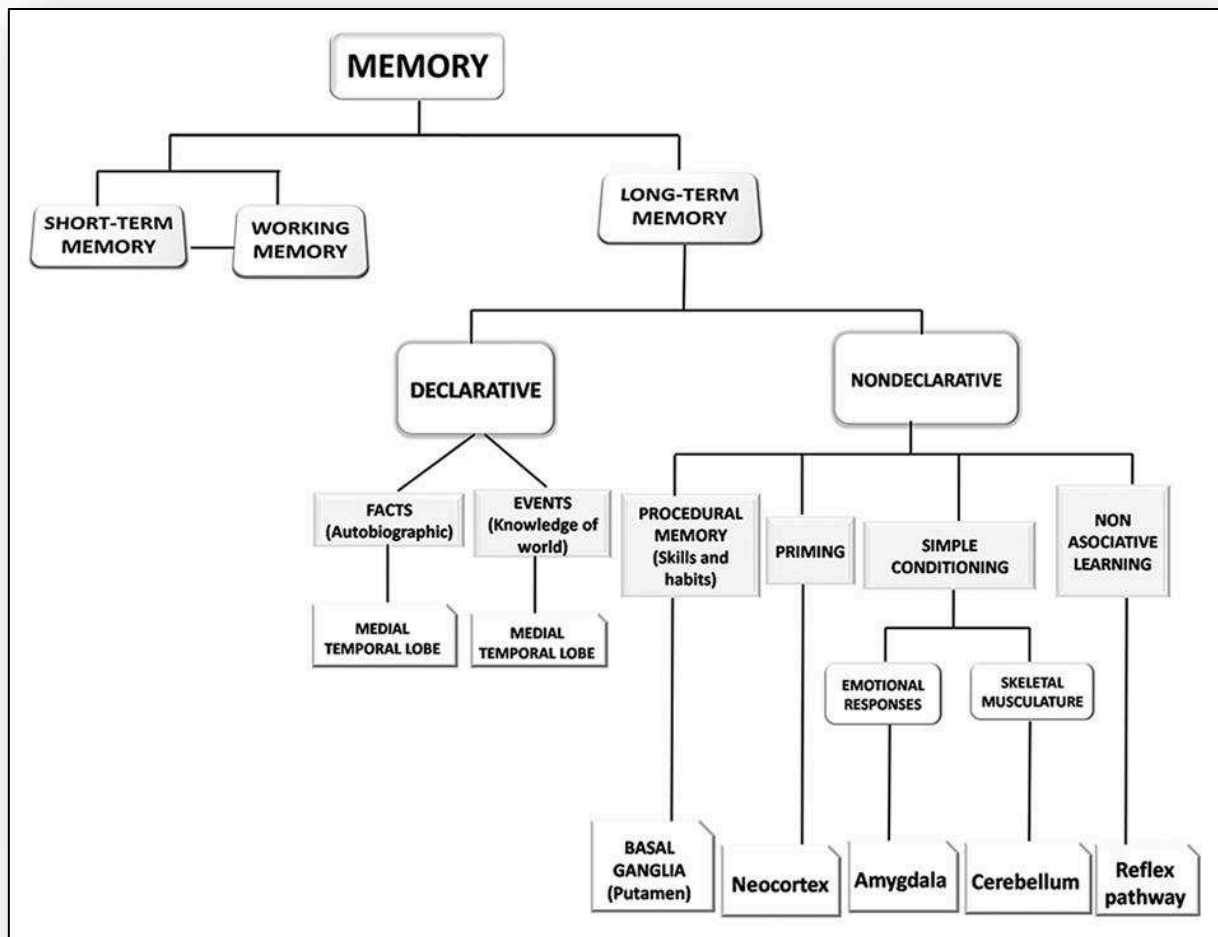 MEMORY
SHORT-TERM
MEMORY
WORKING
MEMORY
LONG-TERM
MEMORY
DECLARATIVE
NONDECLARATIVE
FACTS
(Autobiographic)
EVENTS
(Knowledge of
world)
PROCEDURAL
MEMORY
(Skills and
habits)
PRIMING
SIMPLE
CONDITIONING
NON
ASOCIATIVE
LEARNING
MEDIAL
TEMPORAL LOBE
MEDIAL
TEMPORAL LOBE
EMOTIONAL
RESPONSES
SKELETAL
MUSCULATURE
BASAL
GANGLIA
(Putamen)
Neocortex
Amygdala
Cerebellum
Reflex
pathway